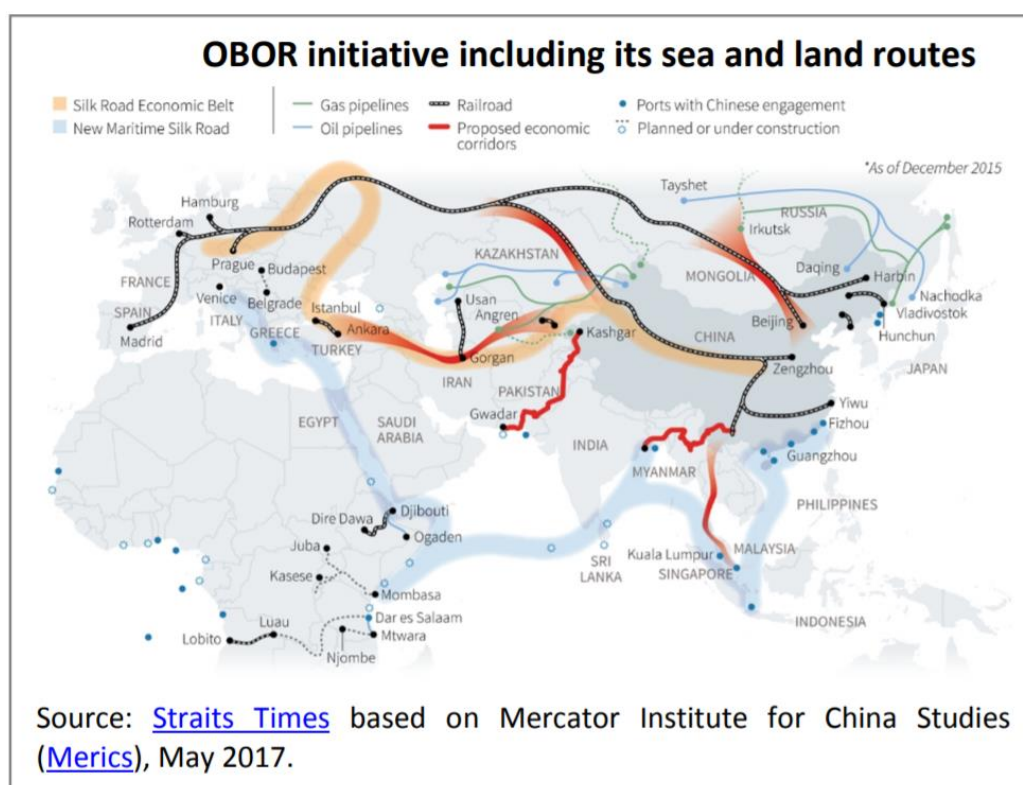 OBOR initiative including its sea and land routes
Silk Road Economic Belt
New Maritime Silk Road
Gas pipelines
Oil pipelines
Railroad
Proposed economic
corridors
Ports with Chinese engagement
Planned or under construction
*As of December 2015
Tayshet
Hamburg
RUSSIA
Rotterdam
Irkutsk
KAZAKHSTAN
Prague
Budapest
MONGOLIA
Daqing
Harbin
FRANCE
Venice
Belgrade
Istanbul
Usan
Nachodka
SPAIN
ITALY
Angren
Vladivostok
GREECE
Ankara
Kashgar
Beijing
CHINA
Hunchun
Madrid
TURKEY
Gorgan
Zengzhou
JAPAN
IRAN
PAKISTAN
Yiwu
EGYPT
SAUDI
ARABIA
Gwadar
INDIA
Fizhou
Guangzhou
MYANMAR
PHILIPPINES
Djibouti
Dire Dawa
Ogaden
Juba
SRI
LANKA
Kuala Lumpur
MALAYSIA
SINGAPORE
Kasese
Mombasa
Dar es Salaam
Luau
Lobito
Mtwara
INDONESIA
Njombe
Source: Straits Times based on Mercator Institute for China Studies
(Merics), May 2017.